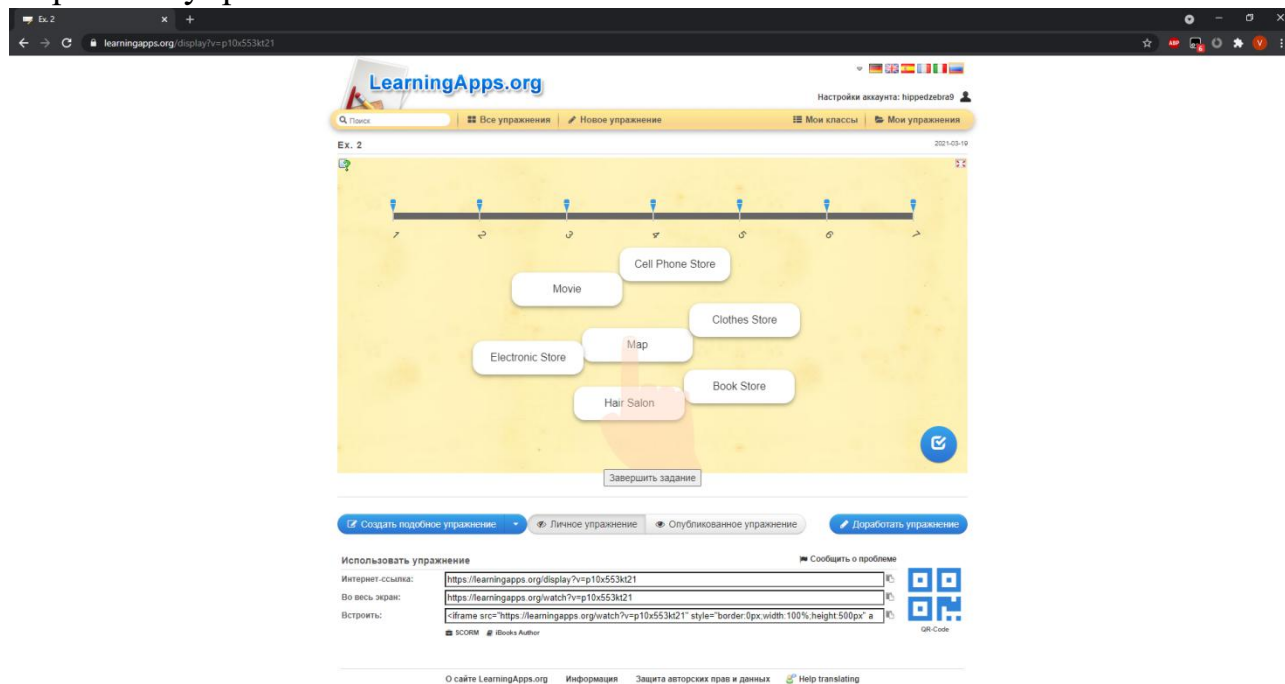 Ex. 2
learningapps.org/display?v=p10x553kt21
LearningApps.org
Настройки аккаунта: hippedzebra9
Поиск
Все упражнения
Новое упражнение
Мои классы
Мои упражнения
Ex. 2
2021-03-19
1 2 3 4 5 6 7
Cell Phone Store
Movie
Clothes Store
Map
Electronic Store
Book Store
Hair Salon
Завершить задание
Создать подобное упражнение
Личное упражнение
Опубликованное упражнение
Доработать упражнение
Использовать упражнение
Сообщить о проблеме
Интернет-ссылка: https://learningapps.org/display?v=p10x553kt21
Во весь экран: https://learningapps.org/watch?v=p10x553kt21
Встроить: <iframe src="https://learningapps.org/watch?v=p10x553kt21" style="border:0px;width:100%;height:500px" a
SCORM iBooks Author
QR-Code
О сайте LearningApps.org Информация Защита авторских прав и данных Help translating